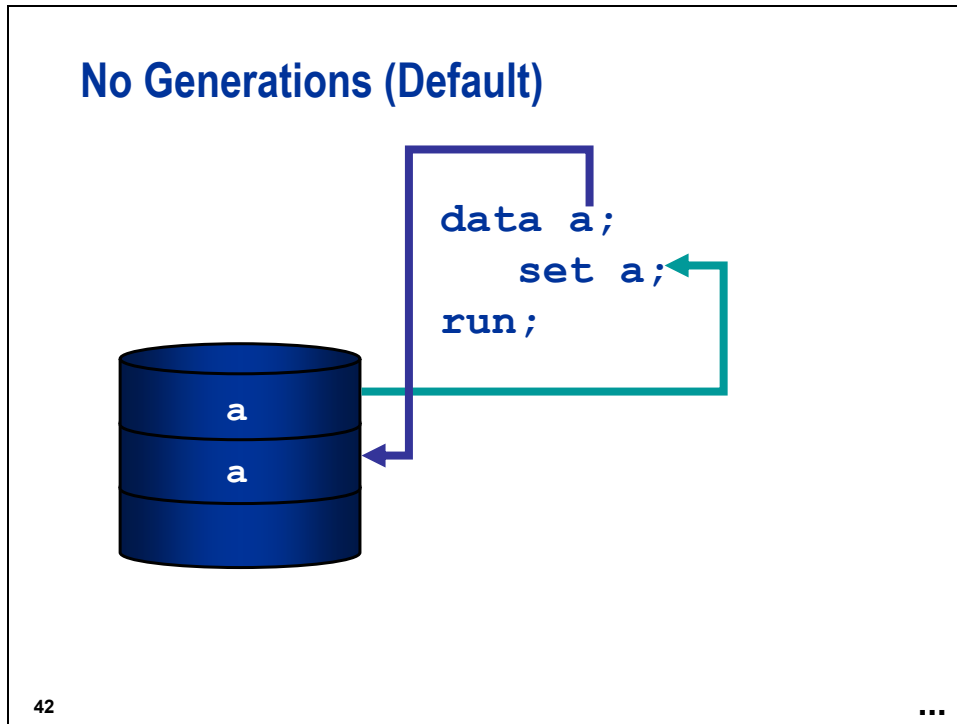 No Generations (Default)
data a;
set a;
run;
a
a
42
...